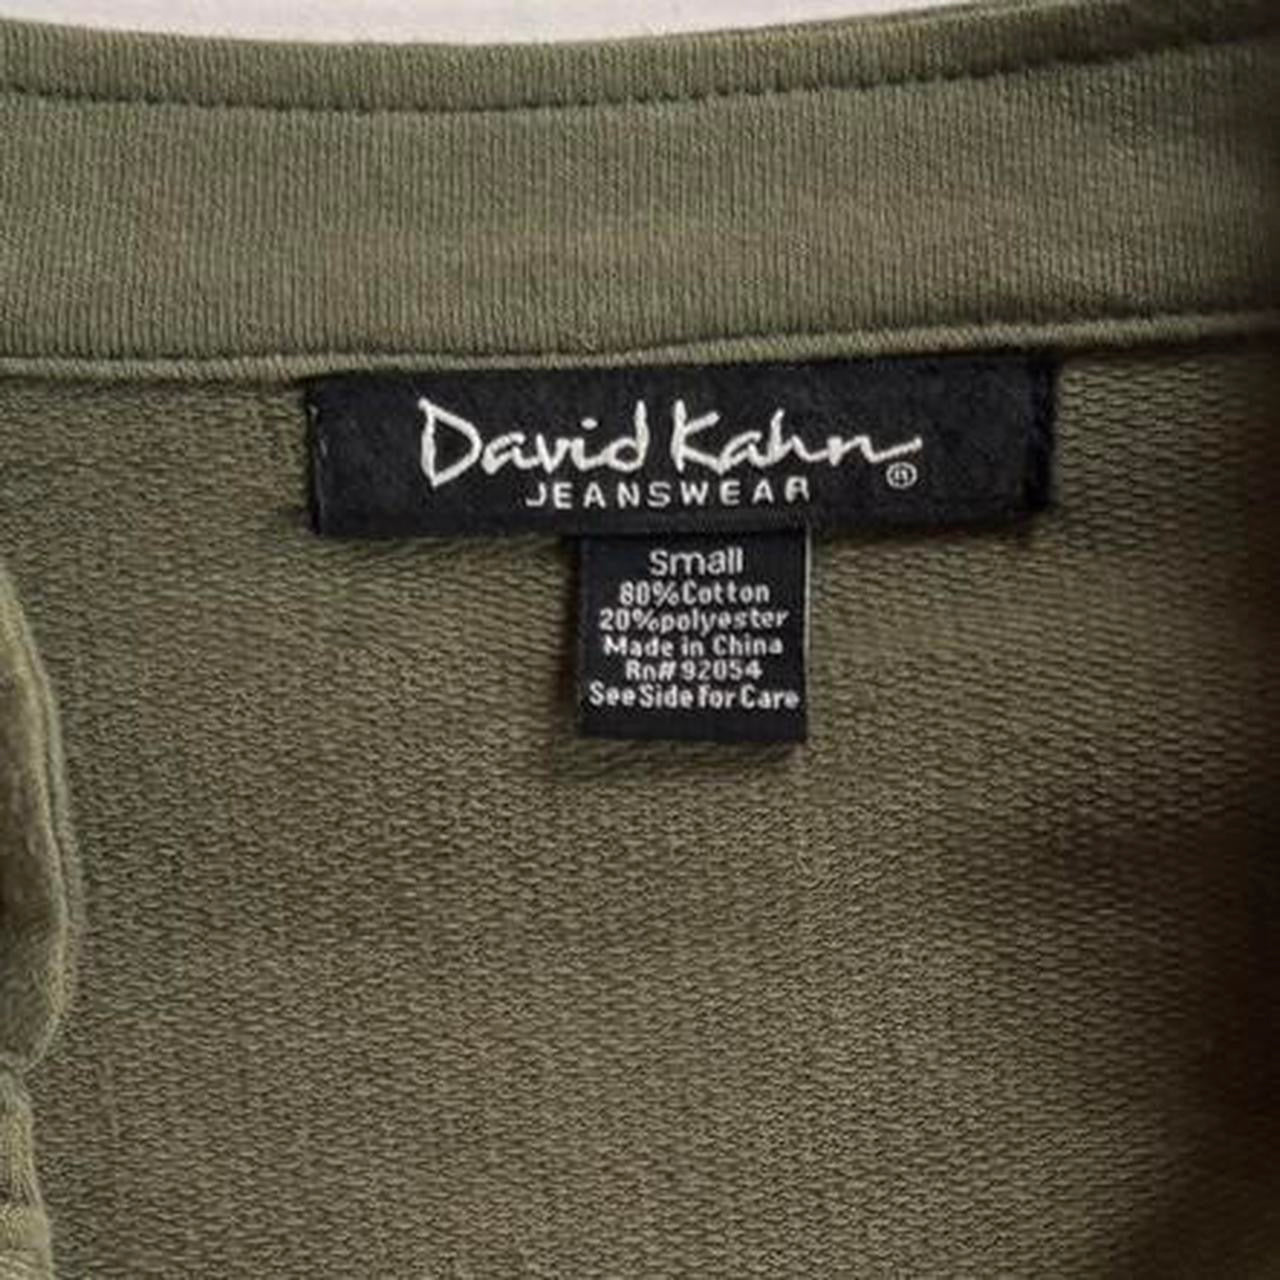 David Kahn®
JEANSWEAR
Small
80%Cotton
20%polyester
Made in China
Rn#92054
See Side For Care